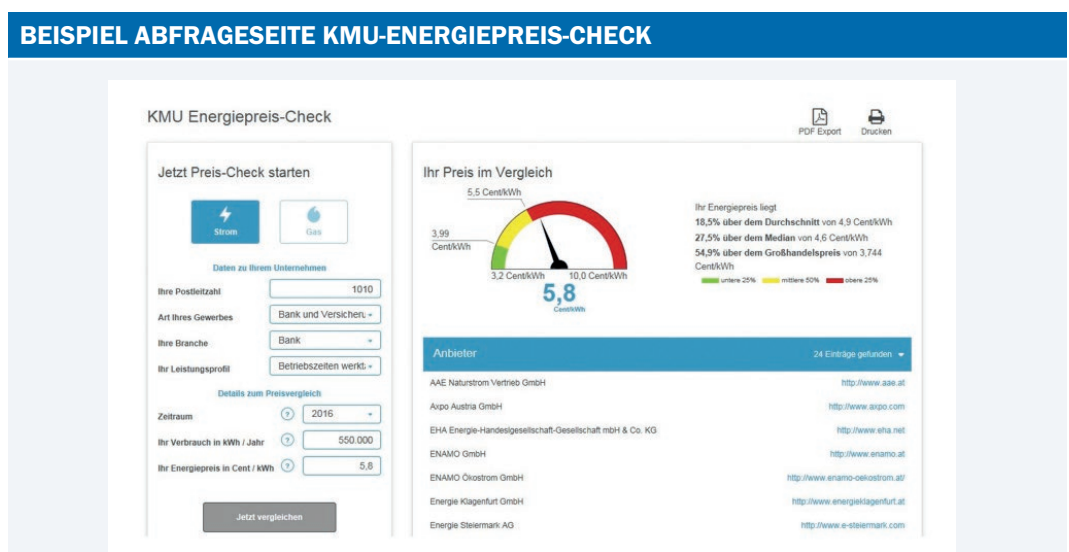 BEISPIEL ABFRAGESEITE KMU-ENERGIEPREIS-CHECK
KMU Energiepreis-Check
PDF Export
Drucken
Jetzt Preis-Check starten
Strom
Gas
Daten zu Ihrem Unternehmen
Ihre Postleitzahl 1010
Art Ihres Gewerbes Bank und Versicheru
Ihre Branche Bank
Ihr Leistungsprofil Betriebszeiten werkt
Details zum Preisvergleich
Zeitraum ? 2016
Ihr Verbrauch in kWh / Jahr ? 550.000
Ihr Energiepreis in Cent / kWh ? 5,8
Jetzt vergleichen
Ihr Preis im Vergleich
5,5 Cent/kWh
3,99
Cent/kWh
3,2 Cent/kWh
10,0 Cent/kWh
5,8
Cent/kWh
Ihr Energiepreis liegt
18,5% über dem Durchschnitt von 4,9 Cent/kWh
27,5% über dem Median von 4,6 Cent/kWh
54,9% über dem Großhandelspreis von 3,744
Cent/kWh
untere 25% mittlere 50% obere 25%
Anbieter 24 Einträge gefunden
AAE Naturstrom Vertrieb GmbH http://www.aae.at
Axpo Austria GmbH http://www.axpo.com
EHA Energie-Handelsgesellschaft-Gesellschaft mbH & Co. KG http://www.eha.net
ENAMO GmbH http://www.enamo.at
ENAMO Ökostrom GmbH http://www.enamo-oekostrom.at/
Energie Klagenfurt GmbH http://www.energieklagenfurt.at
Energie Steiermark AG http://www.e-steiermark.com